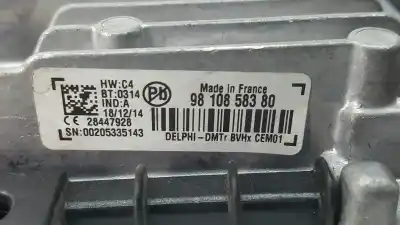 HW:C4
BT:0314
IND:A
18/12/14
CE 28447928
SN:00205335143
Pb
Made in France
98 108 583 80
DELPHI-DMTr BVHx CEM01